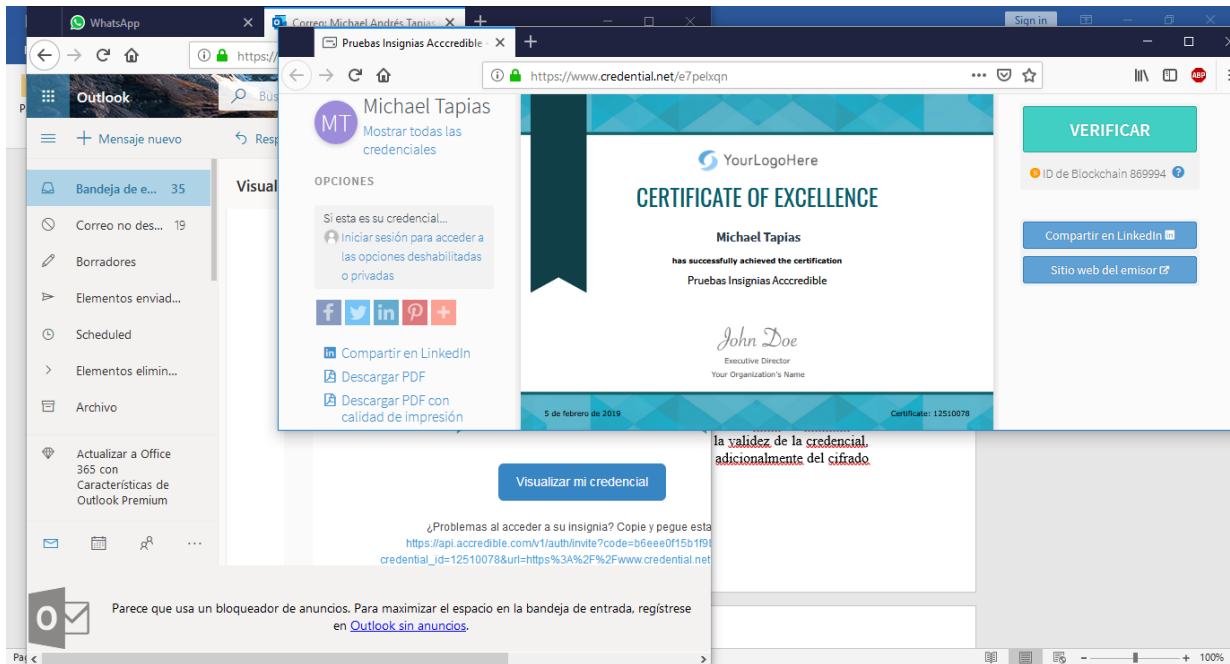 WhatsApp
Correo: Michael Andrés Tapias
Sign in
Pruebas Insignias Acccredible -
https://
https://www.credential.net/e7pelxqn
ABP
Outlook
Bus
Mensaje nuevo
Resp
Bandeja de e... 35
Correo no des... 19
Borradores
Elementos enviad...
Scheduled
Elementos elimin...
Archivo
Actualizar a Office
365 con
Características de
Outlook Premium
Visual
MT
Michael Tapias
Mostrar todas las
credenciales
OPCIONES
Si esta es su credencial...
Iniciar sesión para acceder a
las opciones deshabilitadas
o privadas
Compartir en LinkedIn
Descargar PDF
Descargar PDF con
calidad de impresión
YourLogoHere
CERTIFICATE OF EXCELLENCE
Michael Tapias
has successfully achieved the certification
Pruebas Insignias Acccredible
John Doe
Executive Director
Your Organization's Name
5 de febrero de 2019
Certificate: 12510078
VERIFICAR
ID de Blockchain 869994
Compartir en LinkedIn
Sitio web del emisor
la validez de la credencial,
adicionalmente del cifrado
Visualizar mi credencial
¿Problemas al acceder a su insignia? Copie y pegue esta
https://api.accredible.com/v1/auth/invite?code=b6eee0f15b1f9
credential_id=12510078&url=https%3A%2F%2Fwww.credential.net
Parece que usa un bloqueador de anuncios. Para maximizar el espacio en la bandeja de entrada, regístrese
en Outlook sin anuncios.
100%